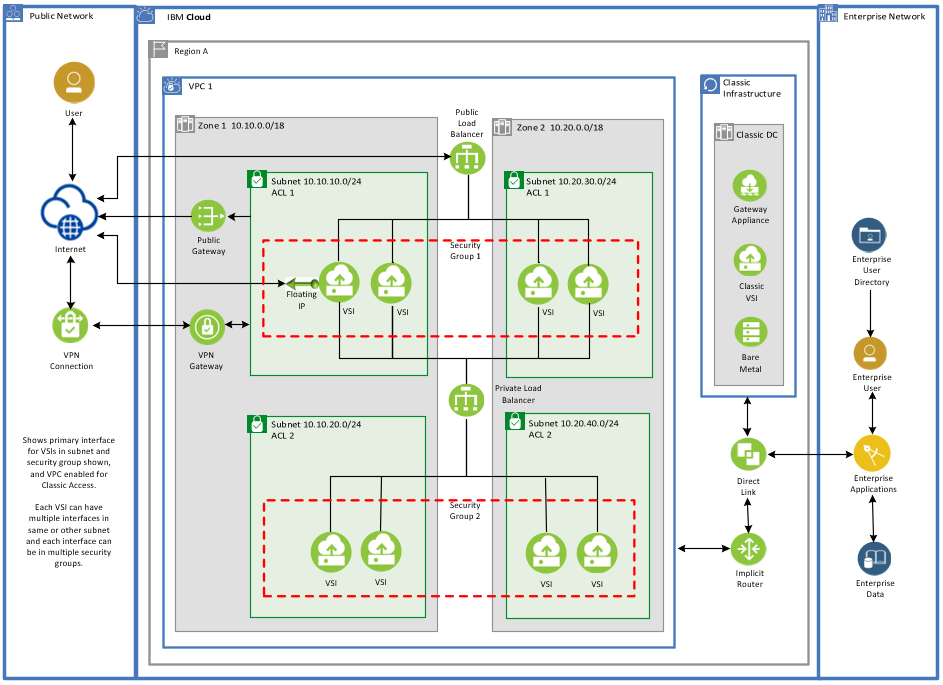 Public Network
IBM Cloud
Enterprise Network
Region A
VPC 1
Classic
Infrastructure
User
Public
Load
Balancer
Zone 1  10.10.0.0/18
Zone 2  10.20.0.0/18
Classic DC
Subnet 10.10.10.0/24
ACL 1
Subnet 10.20.30.0/24
ACL 1
Gateway
Appliance
Internet
Public
Gateway
Security
Group 1
Enterprise
User
Directory
Floating
IP
VSI
VSI
VSI
VSI
Classic
VSI
VPN
Connection
VPN
Gateway
Bare
Metal
Enterprise
User
Private Load
Balancer
Subnet 10.10.20.0/24
ACL 2
Subnet 10.20.40.0/24
ACL 2
Shows primary interface
for VSIs in subnet and
security group shown,
and VPC enabled for
Classic Access.
Each VSI can have
multiple interfaces in
same or other subnet
and each interface can
be in multiple security
groups.
Direct
Link
Enterprise
Applications
Security
Group 2
VSI
VSI
VSI
VSI
Implicit
Router
Enterprise
Data